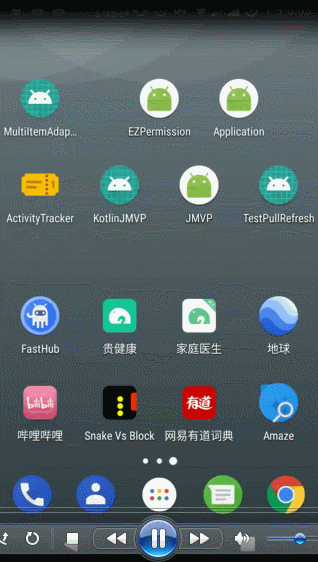 MultiItemAdap...
EZPermission
Application
ActivityTracker
KotlinJMVP
JMVP
TestPullRefresh
FastHub
贵健康
家庭医生
地球
bilibili
有道
哔哩哔哩
Snake Vs Block
网易有道词典
Amaze